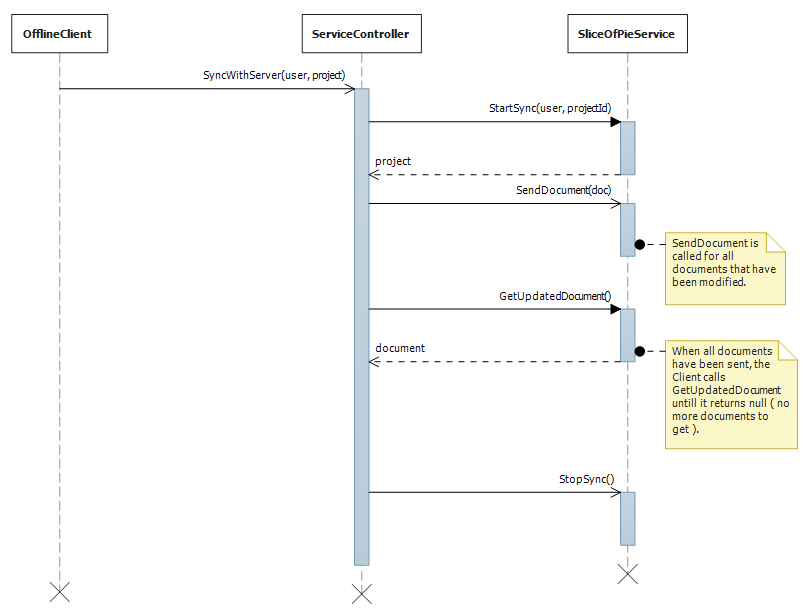 OfflineClient
ServiceController
SliceOfPieService
SyncWithServer(user, project)
StartSync(user, projectId)
project
SendDocument(doc)
SendDocument is
called for all
documents that have
been modified.
GetUpdatedDocument()
document
When all documents
have been sent, the
Client calls
GetUpdatedDocument
untill it returns null ( no
more documents to
get ).
StopSync()